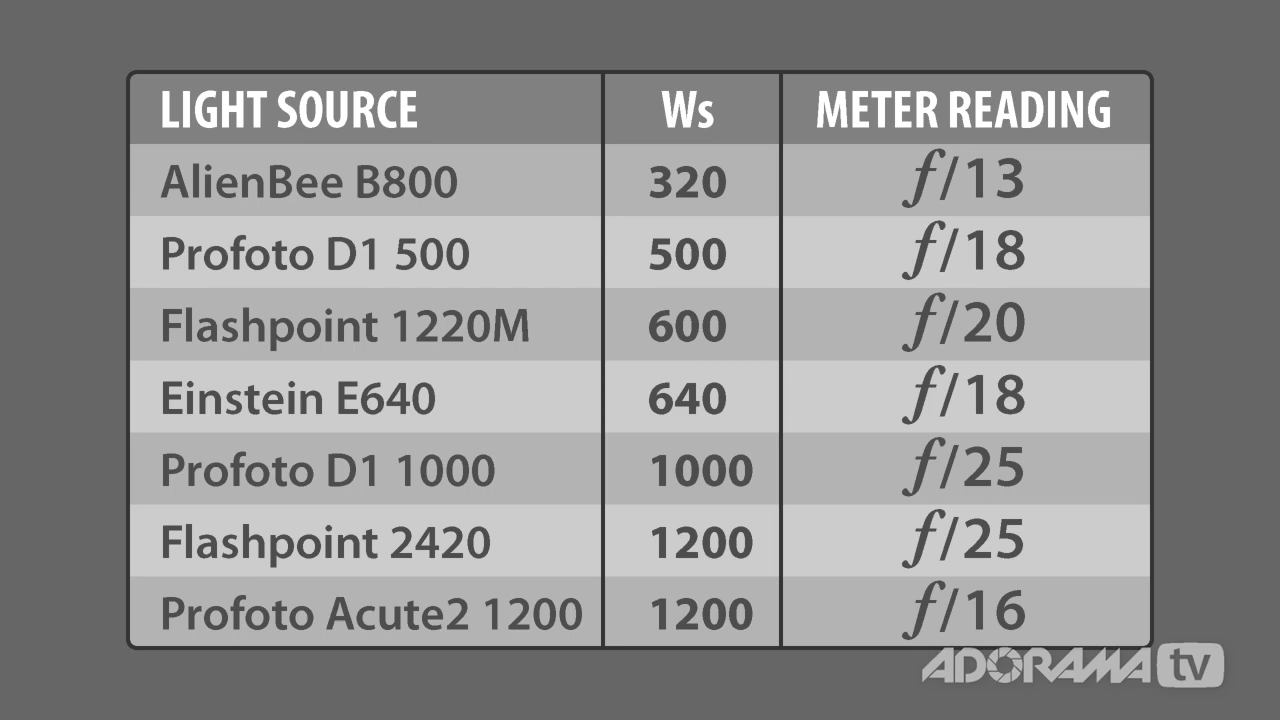 LIGHT SOURCE Ws METER READING
AlienBee B800 320 f/13
Profoto D1 500 500 f/18
Flashpoint 1220M 600 f/20
Einstein E640 640 f/18
Profoto D1 1000 1000 f/25
Flashpoint 2420 1200 f/25
Profoto Acute2 1200 1200 f/16
ADORAMA tv